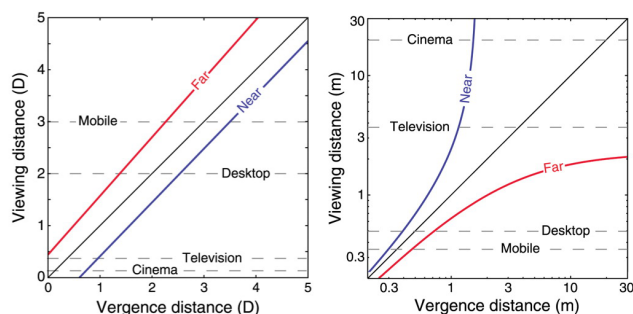 5
4
3
2
1
0
Viewing distance (D)
Far
Near
Mobile
Desktop
Television
Cinema
0 1 2 3 4 5
Vergence distance (D)
30
10
3
1
0.3
Viewing distance (m)
Cinema
Near
Television
Far
Desktop
Mobile
0.3 1 3 10 30
Vergence distance (m)